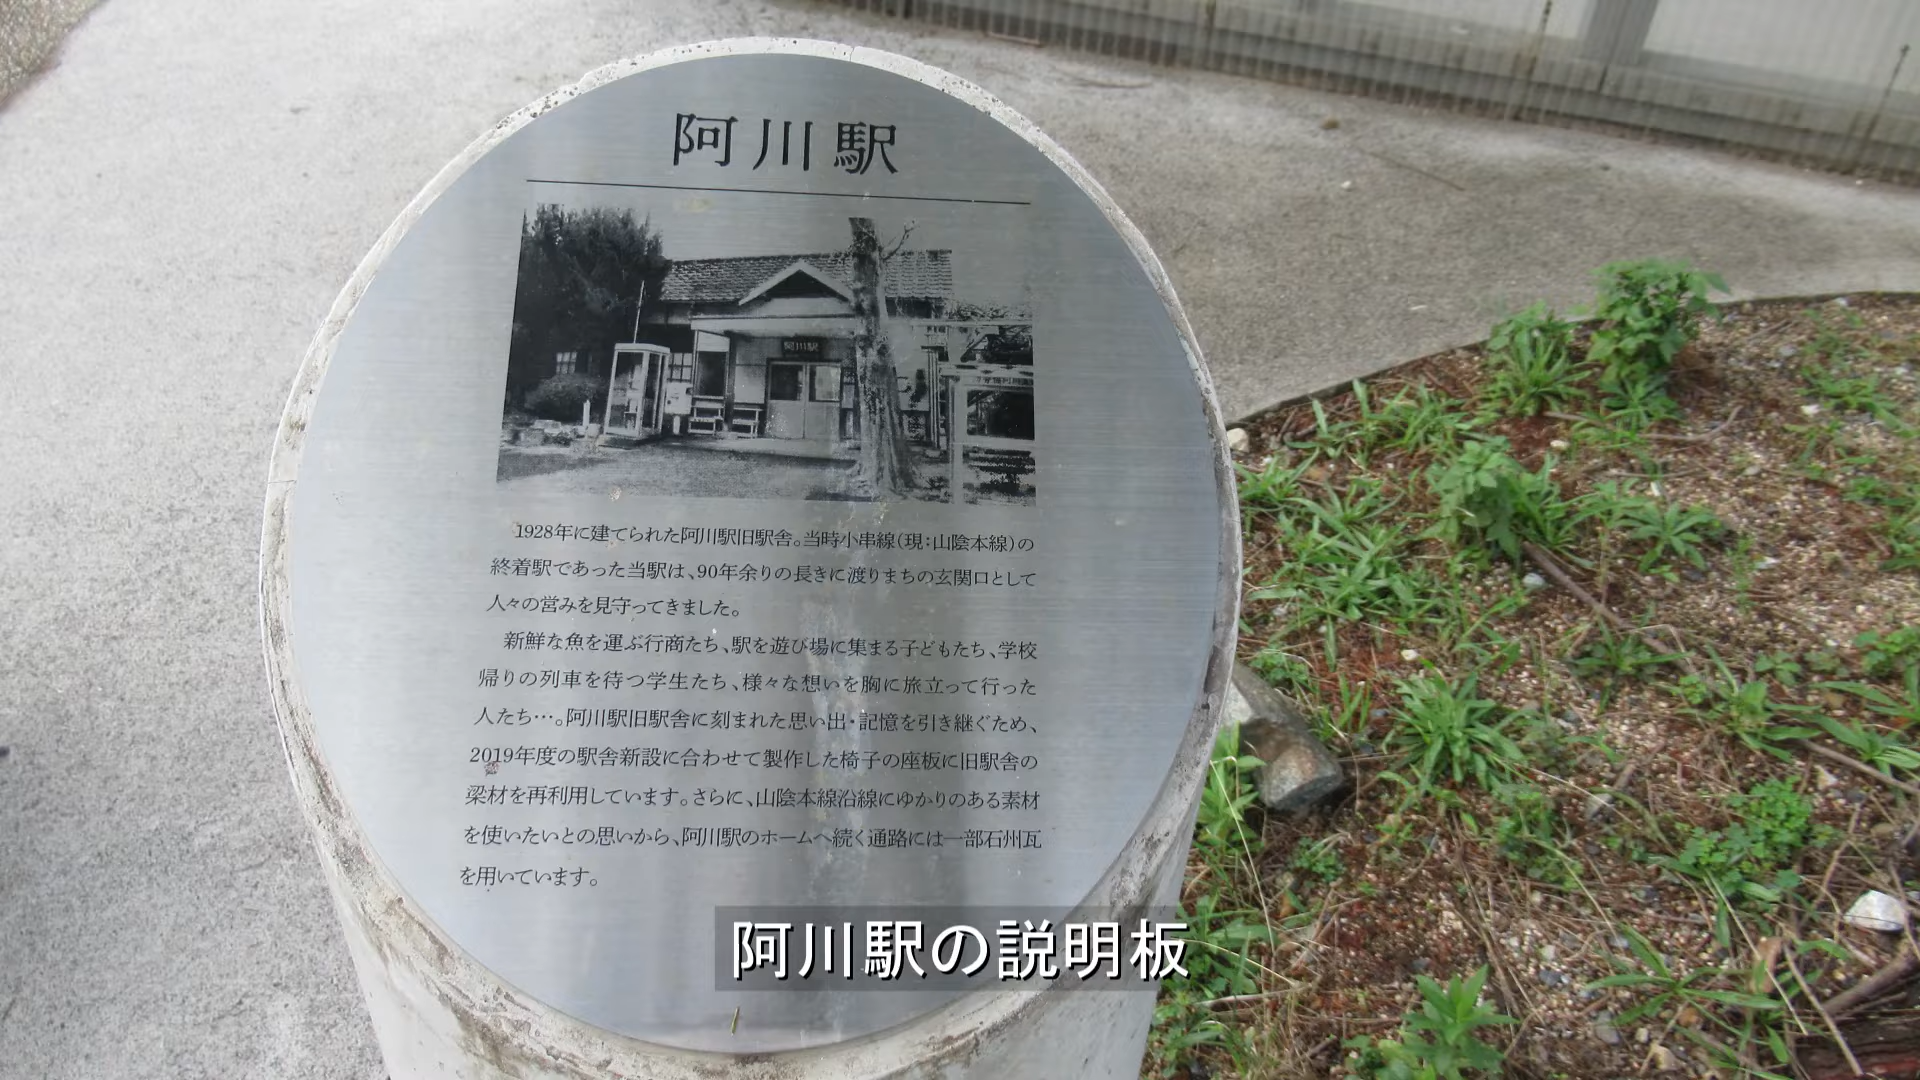 阿川駅
阿川駅
1928年に建てられた阿川駅旧駅舎。当時小串線(現:山陰本線)の
終着駅であった当駅は、90年余りの長きに渡りまちの玄関口として
人々の営みを見守ってきました。
新鮮な魚を運ぶ行商たち、駅を遊び場に集まる子どもたち、学校
帰りの列車を待つ学生たち、様々な想いを胸に旅立って行った
人たち…。阿川駅旧駅舎に刻まれた思い出・記憶を引き継ぐため、
2019年度の駅舎新設に合わせて製作した椅子の座板に旧駅舎の
梁材を再利用しています。さらに、山陰本線沿線にゆかりのある素材
を使いたいとの思いから、阿川駅のホームへ続く通路には一部石州瓦
を用いています。
阿川駅の説明板